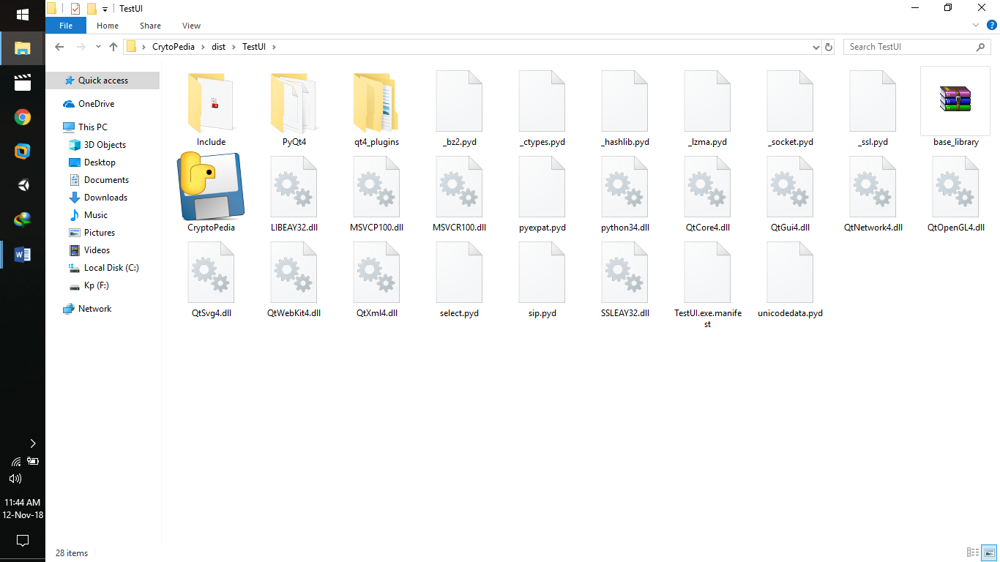 TestUI
File Home Share View
CrytoPedia dist TestUI
Search TestUI
Quick access
OneDrive
This PC
3D Objects
Desktop
Documents
Downloads
Music
Pictures
Videos
Local Disk (C:)
Kp (F:)
Network
Include PyQt4 qt4_plugins _bz2.pyd _ctypes.pyd _hashlib.pyd _lzma.pyd _socket.pyd _ssl.pyd base_library
CryptoPedia LIBEAY32.dll MSVCP100.dll MSVCR100.dll pyexpat.pyd python34.dll QtCore4.dll QtGui4.dll QtNetwork4.dll QtOpenGL4.dll
QtSvg4.dll QtWebKit4.dll QtXml4.dll select.pyd sip.pyd SSLEAY32.dll TestUI.exe.manife unicodedata.pyd
st
11:44 AM
12-Nov-18
28 items